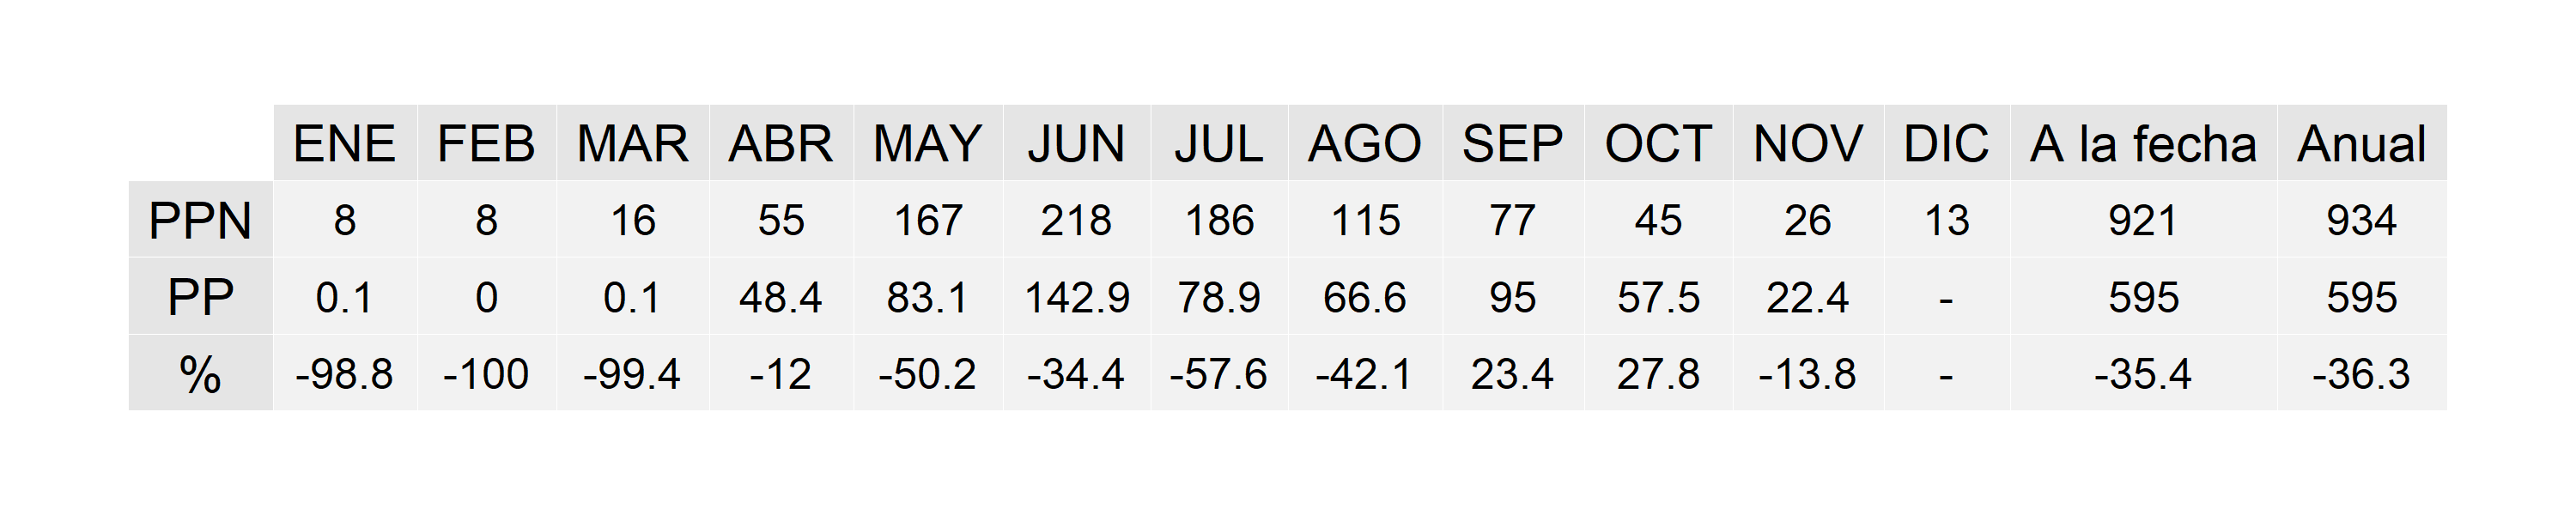 ENE FEB MAR ABR MAY JUN JUL AGO SEP OCT NOV DIC A la fecha Anual
PPN 8 8 16 55 167 218 186 115 77 45 26 13 921 934
PP 0.1 0 0.1 48.4 83.1 142.9 78.9 66.6 95 57.5 22.4 - 595 595
% -98.8 -100 -99.4 -12 -50.2 -34.4 -57.6 -42.1 23.4 27.8 -13.8 - -35.4 -36.3